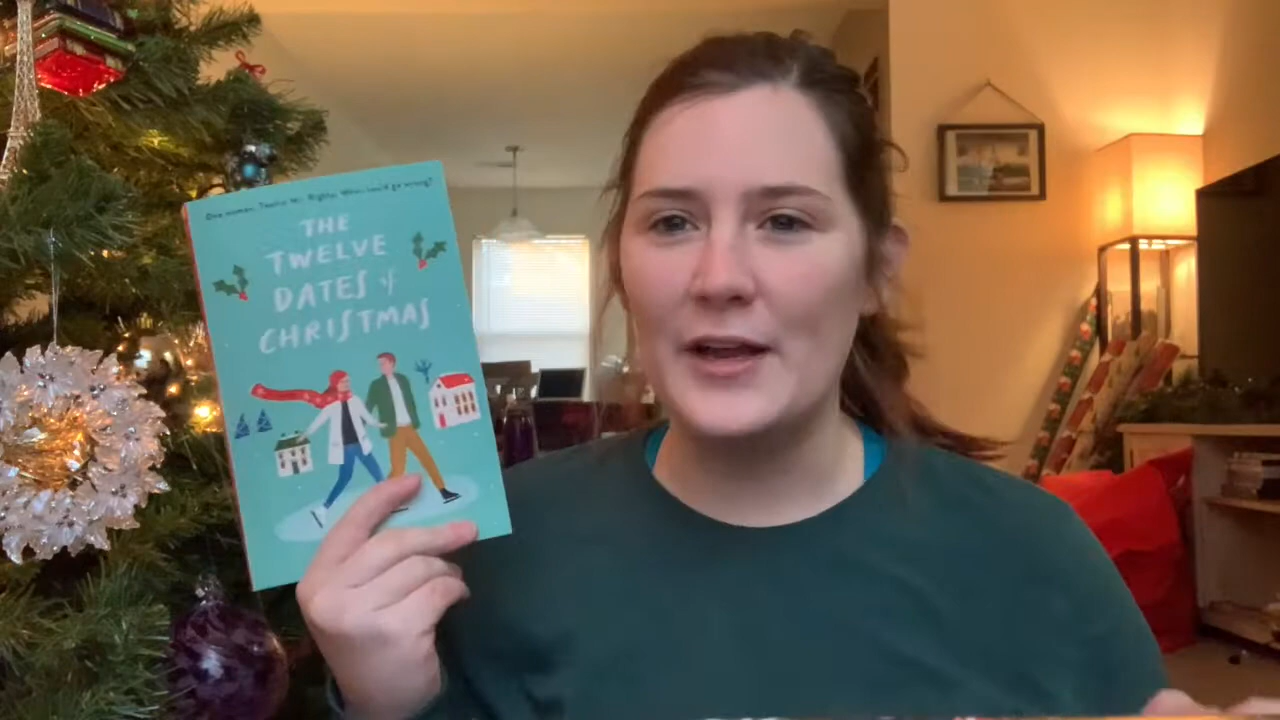 One woman. Twelve Mr. Rights. What could go wrong?
THE
TWELVE
DATES of
CHRISTMAS